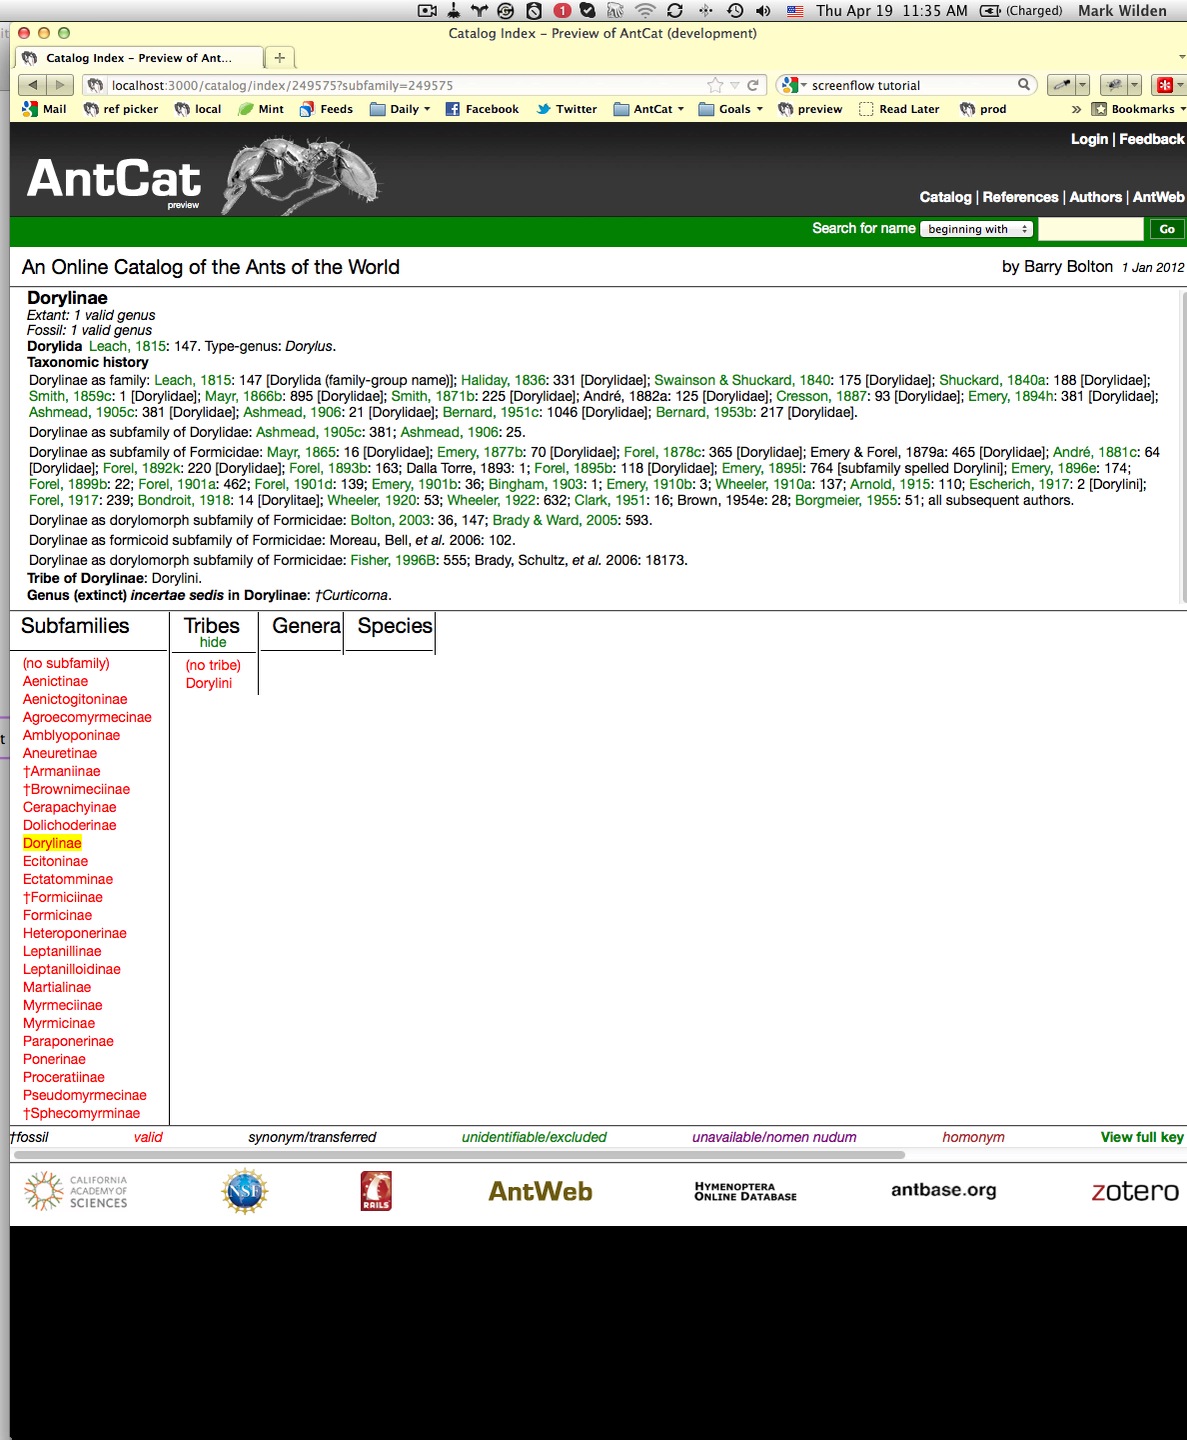 1 Thu Apr 19 11:35 AM (Charged) Mark Wilden
Catalog Index – Preview of AntCat (development)
Catalog Index – Preview of Ant... +
localhost:3000/catalog/index/249575?subfamily=249575 screenflow tutorial
Mail ref picker local Mint Feeds Daily Facebook Twitter AntCat Goals preview Read Later prod » Bookmarks
Login | Feedback
AntCat
preview
Catalog | References | Authors | AntWeb
Search for name beginning with Go
An Online Catalog of the Ants of the World by Barry Bolton 1 Jan 2012
Dorylinae
Extant: 1 valid genus
Fossil: 1 valid genus
Dorylida Leach, 1815: 147. Type-genus: Dorylus.
Taxonomic history
Dorylinae as family: Leach, 1815: 147 [Dorylida (family-group name)]; Haliday, 1836: 331 [Dorylidae]; Swainson & Shuckard, 1840: 175 [Dorylidae]; Shuckard, 1840a: 188 [Dorylidae];
Smith, 1859c: 1 [Dorylidae]; Mayr, 1866b: 895 [Dorylidae]; Smith, 1871b: 225 [Dorylidae]; André, 1882a: 125 [Dorylidae]; Cresson, 1887: 93 [Dorylidae]; Emery, 1894h: 381 [Dorylidae];
Ashmead, 1905c: 381 [Dorylidae]; Ashmead, 1906: 21 [Dorylidae]; Bernard, 1951c: 1046 [Dorylidae]; Bernard, 1953b: 217 [Dorylidae].
Dorylinae as subfamily of Dorylidae: Ashmead, 1905c: 381; Ashmead, 1906: 25.
Dorylinae as subfamily of Formicidae: Mayr, 1865: 16 [Dorylidae]; Emery, 1877b: 70 [Dorylidae]; Forel, 1878c: 365 [Dorylidae]; Emery & Forel, 1879a: 465 [Dorylidae]; André, 1881c: 64
[Dorylidae]; Forel, 1892k: 220 [Dorylidae]; Forel, 1893b: 163; Dalla Torre, 1893: 1; Forel, 1895b: 118 [Dorylidae]; Emery, 1895l: 764 [subfamily spelled Dorylini]; Emery, 1896e: 174;
Forel, 1899b: 22; Forel, 1901a: 462; Forel, 1901d: 139; Emery, 1901b: 36; Bingham, 1903: 1; Emery, 1910b: 3; Wheeler, 1910a: 137; Arnold, 1915: 110; Escherich, 1917: 2 [Dorylini];
Forel, 1917: 239; Bondroit, 1918: 14 [Dorylitae]; Wheeler, 1920: 53; Wheeler, 1922: 632; Clark, 1951: 16; Brown, 1954e: 28; Borgmeier, 1955: 51; all subsequent authors.
Dorylinae as dorylomorph subfamily of Formicidae: Bolton, 2003: 36, 147; Brady & Ward, 2005: 593.
Dorylinae as formicoid subfamily of Formicidae: Moreau, Bell, et al. 2006: 102.
Dorylinae as dorylomorph subfamily of Formicidae: Fisher, 1996B: 555; Brady, Schultz, et al. 2006: 18173.
Tribe of Dorylinae: Dorylini.
Genus (extinct) incertae sedis in Dorylinae: †Curticorna.
Subfamilies Tribes Genera Species
hide
(no subfamily) (no tribe)
Aenictinae Dorylini
Aenictogitoninae
Agroecomyrmecinae
Amblyoponinae
Aneuretinae
†Armaniinae
†Brownimeciinae
Cerapachyinae
Dolichoderinae
Dorylinae
Ecitoninae
Ectatomminae
†Formiciinae
Formicinae
Heteroponerinae
Leptanillinae
Leptanilloidinae
Martialinae
Myrmeciinae
Myrmicinae
Paraponerinae
Ponerinae
Proceratiinae
Pseudomyrmecinae
†Sphecomyrminae
†fossil valid synonym/transferred unidentifiable/excluded unavailable/nomen nudum homonym View full key
CALIFORNIA
ACADEMY OF
SCIENCES
NSF
RAILS
AntWeb
HYMENOPTERA
ONLINE DATABASE
antbase.org
zotero